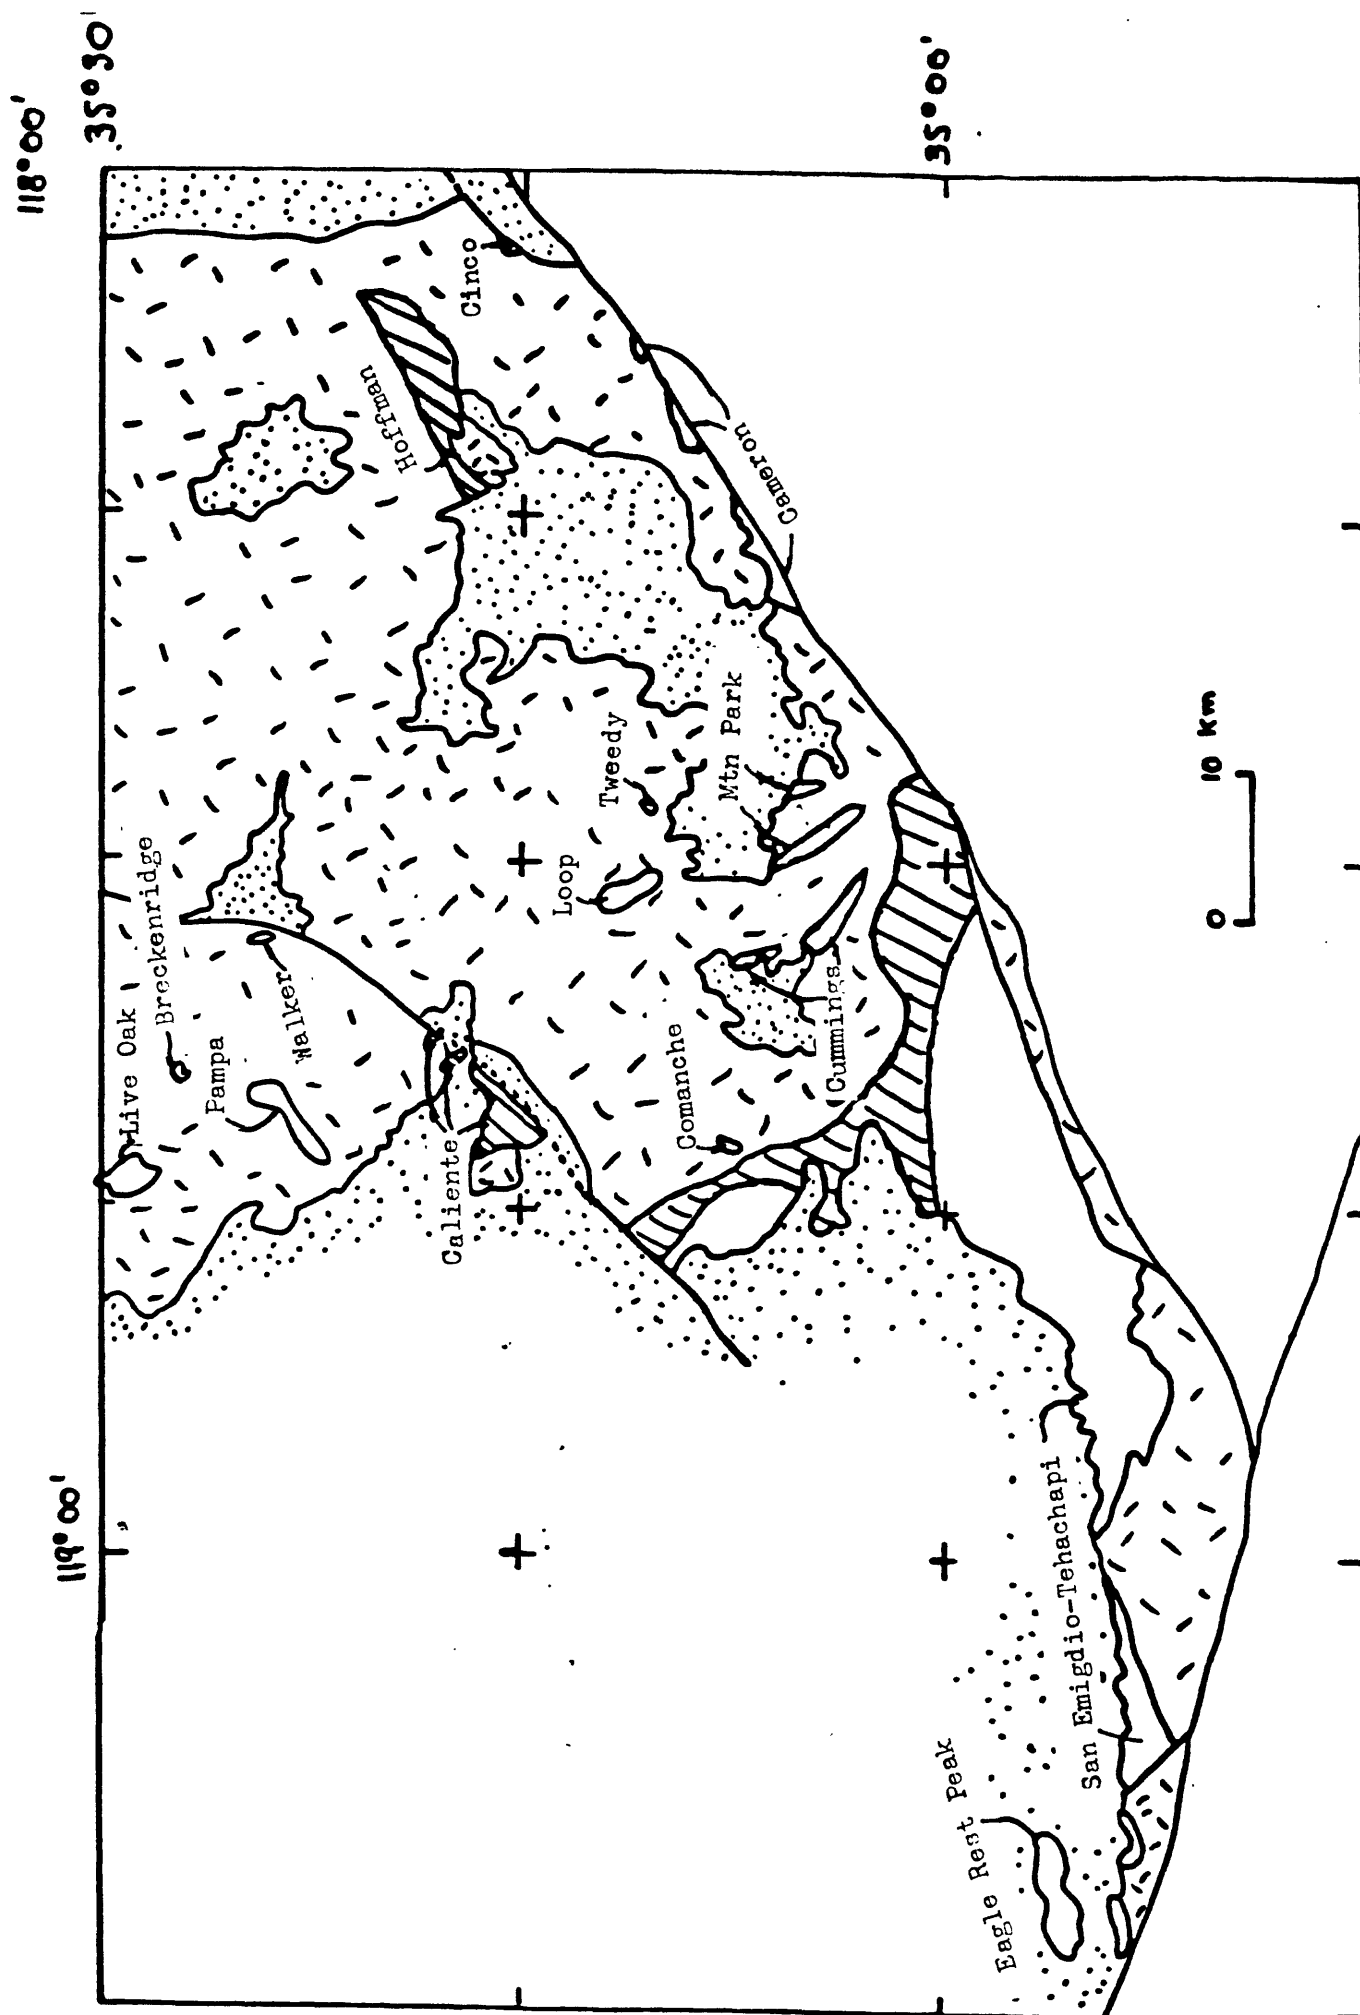 119°00'
118°00'
35°30'
35°00'
Live Oak
Breckenridge
Pampa
Walker
Caliente
Hoffman
Cinco
Loop
Tweedy
Comanche
Cummings
Mtn Park
Cameron
Eagle Rest Peak
San Emigdio-Tehachapi
0 10 Km